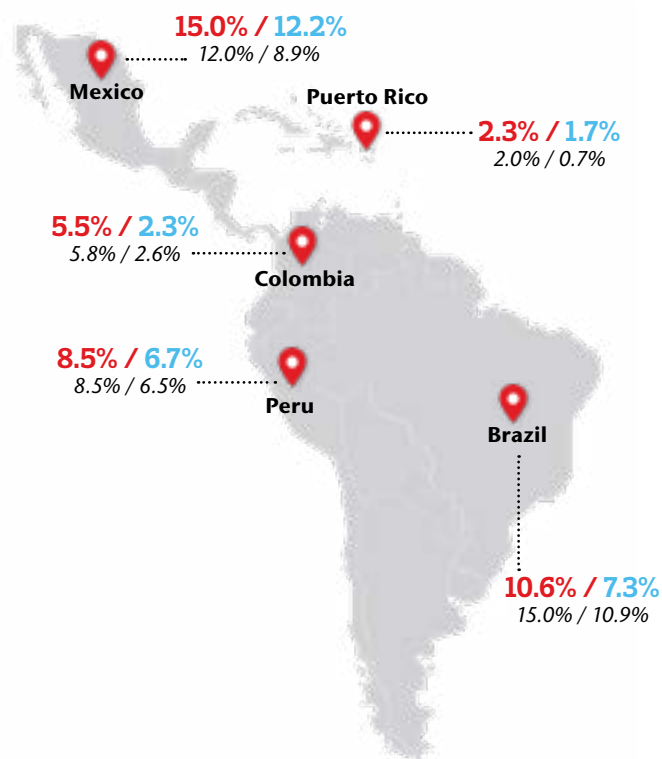 15.0% / 12.2%
12.0% / 8.9%
Mexico
Puerto Rico
2.3% / 1.7%
2.0% / 0.7%
5.5% / 2.3%
5.8% / 2.6%
Colombia
8.5% / 6.7%
8.5% / 6.5%
Peru
Brazil
10.6% / 7.3%
15.0% / 10.9%